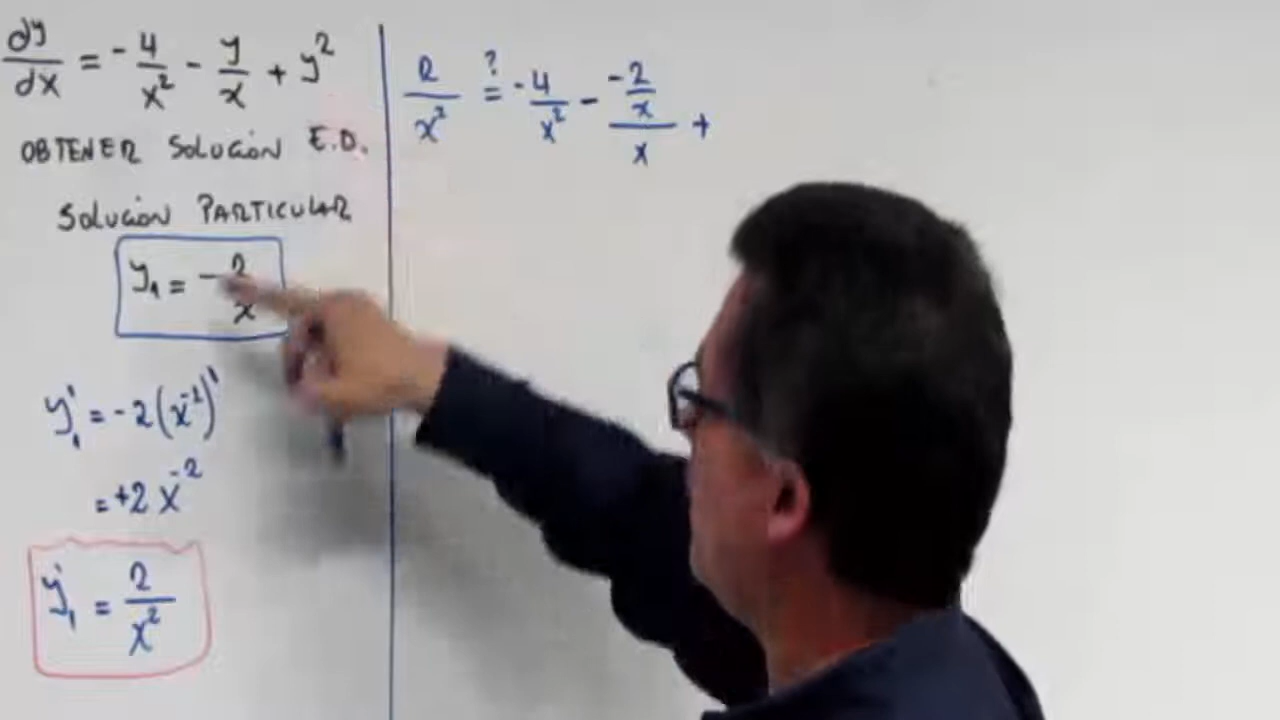 dy/dx = -4/x² - y/x + y²
OBTENER SOLUCIÓN E.D.
SOLUCIÓN PARTICULAR
y₁ = -2/x
y₁' = -2(x⁻¹)'
= +2 x⁻²
y₁' = 2/x²
2/x² ?= -4/x² - (-2/x)/x +